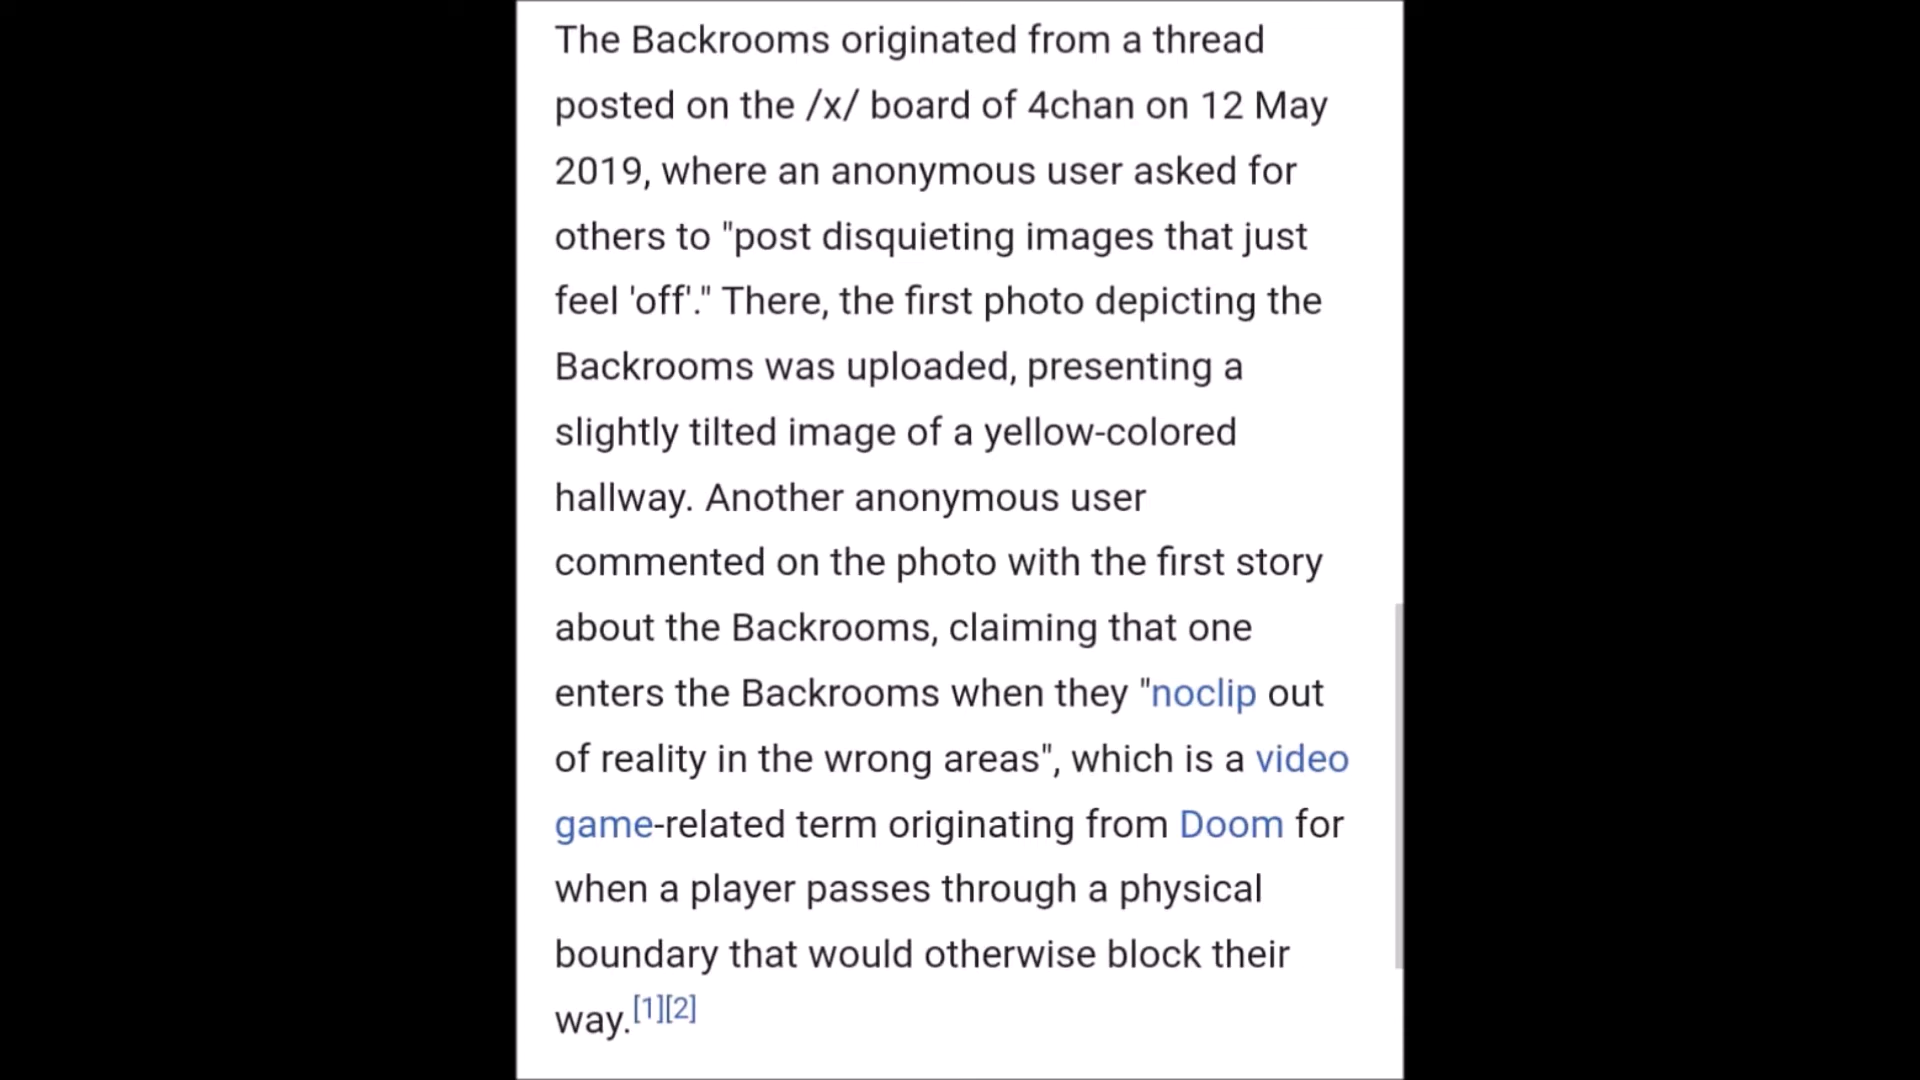 The Backrooms originated from a thread
posted on the /x/ board of 4chan on 12 May
2019, where an anonymous user asked for
others to "post disquieting images that just
feel 'off'." There, the first photo depicting the
Backrooms was uploaded, presenting a
slightly tilted image of a yellow-colored
hallway. Another anonymous user
commented on the photo with the first story
about the Backrooms, claiming that one
enters the Backrooms when they "noclip out
of reality in the wrong areas", which is a video
game-related term originating from Doom for
when a player passes through a physical
boundary that would otherwise block their
way.[1][2]